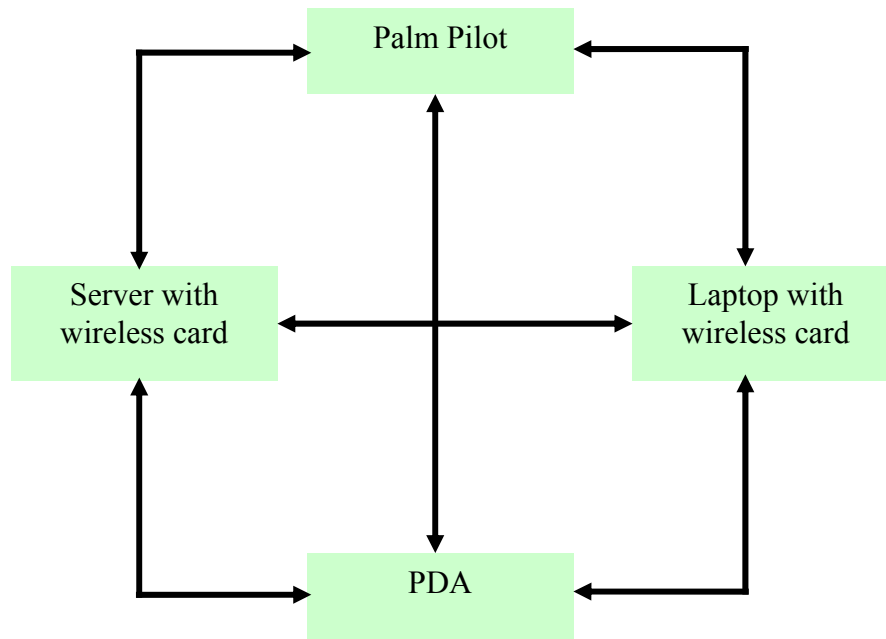 Palm Pilot
Server with
wireless card
Laptop with
wireless card
PDA